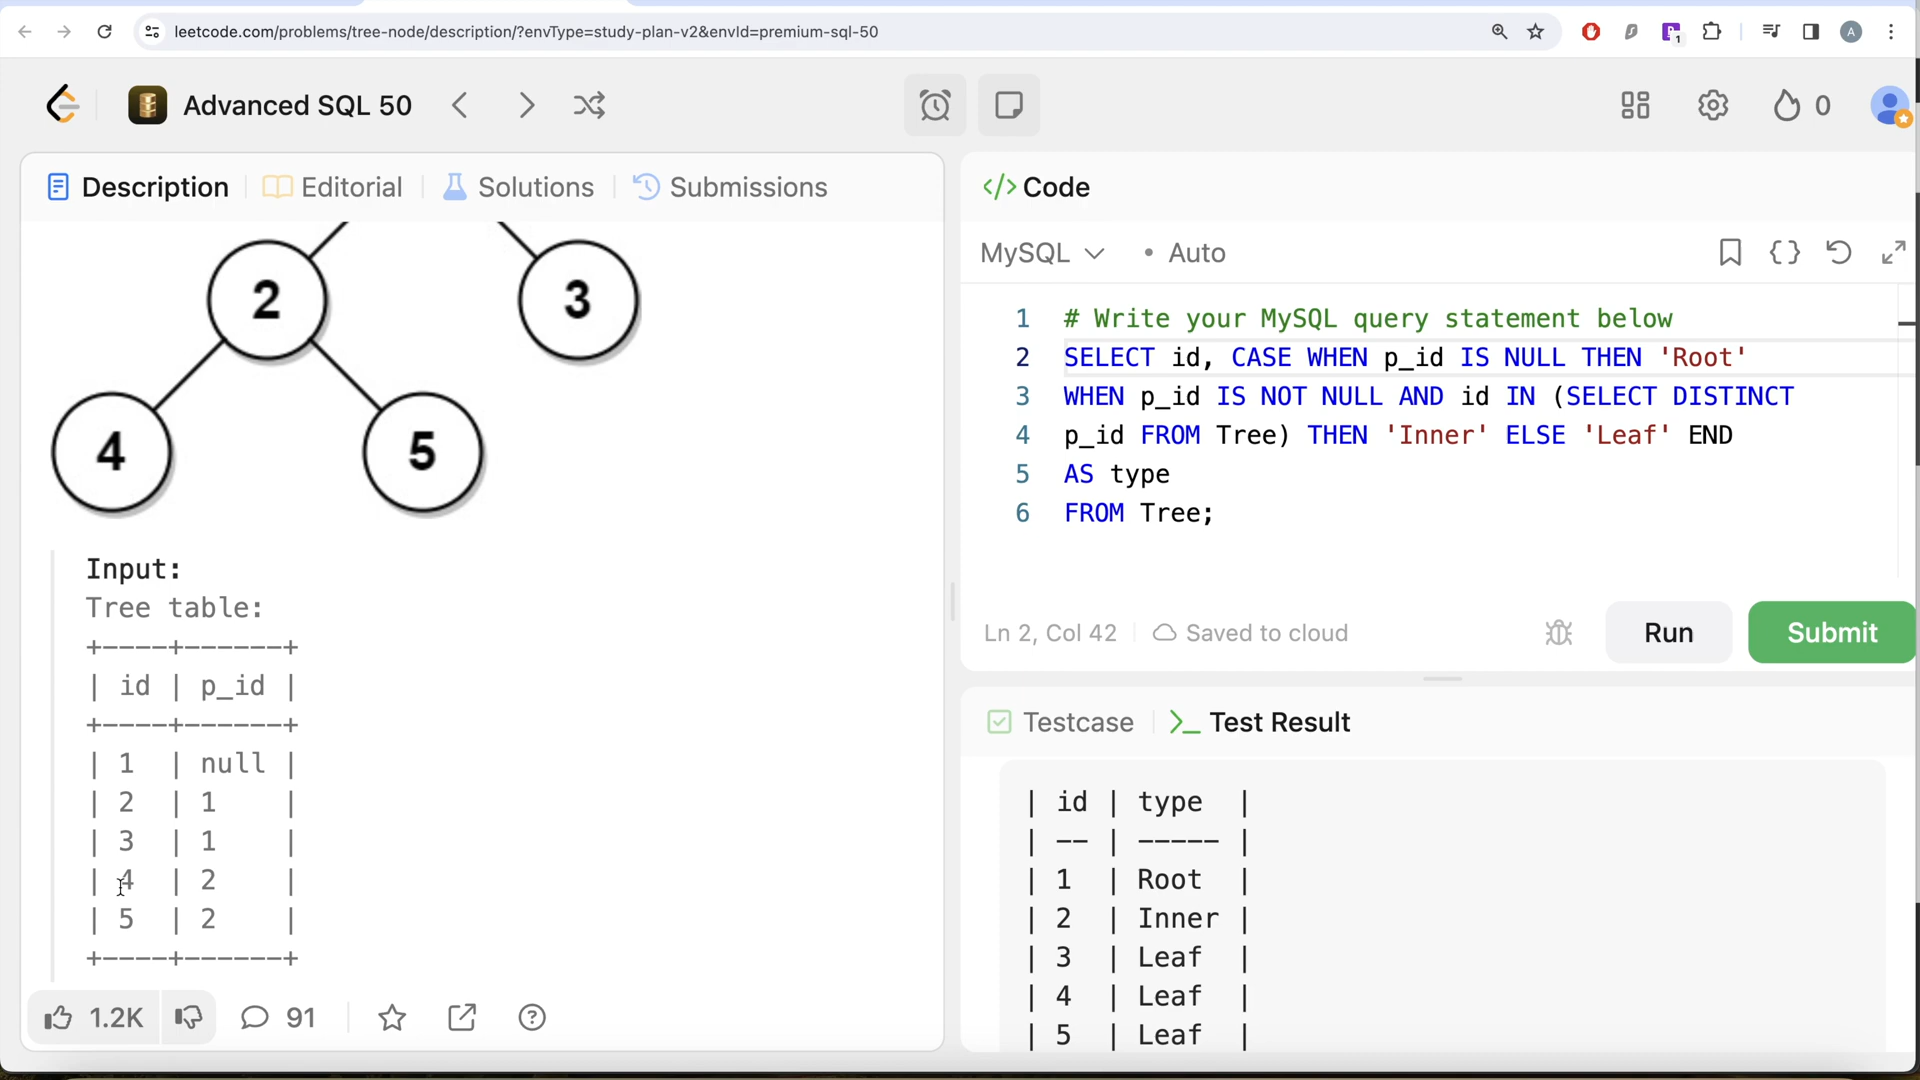 leetcode.com/problems/tree-node/description/?envType=study-plan-v2&envId=premium-sql-50
1
A
Advanced SQL 50
0
Description
Editorial
Solutions
Submissions
2
3
4
5
Input:
Tree table:
+----+------+
| id | p_id |
+----+------+
| 1 | null |
| 2 | 1 |
| 3 | 1 |
| 4 | 2 |
| 5 | 2 |
+----+------+
1.2K
91
</> Code
MySQL
• Auto
1 # Write your MySQL query statement below
2 SELECT id, CASE WHEN p_id IS NULL THEN 'Root'
3 WHEN p_id IS NOT NULL AND id IN (SELECT DISTINCT
4 p_id FROM Tree) THEN 'Inner' ELSE 'Leaf' END
5 AS type
6 FROM Tree;
Ln 2, Col 42
Saved to cloud
Run
Submit
Testcase
>_ Test Result
| id | type |
| -- | ----- |
| 1 | Root |
| 2 | Inner |
| 3 | Leaf |
| 4 | Leaf |
| 5 | Leaf |